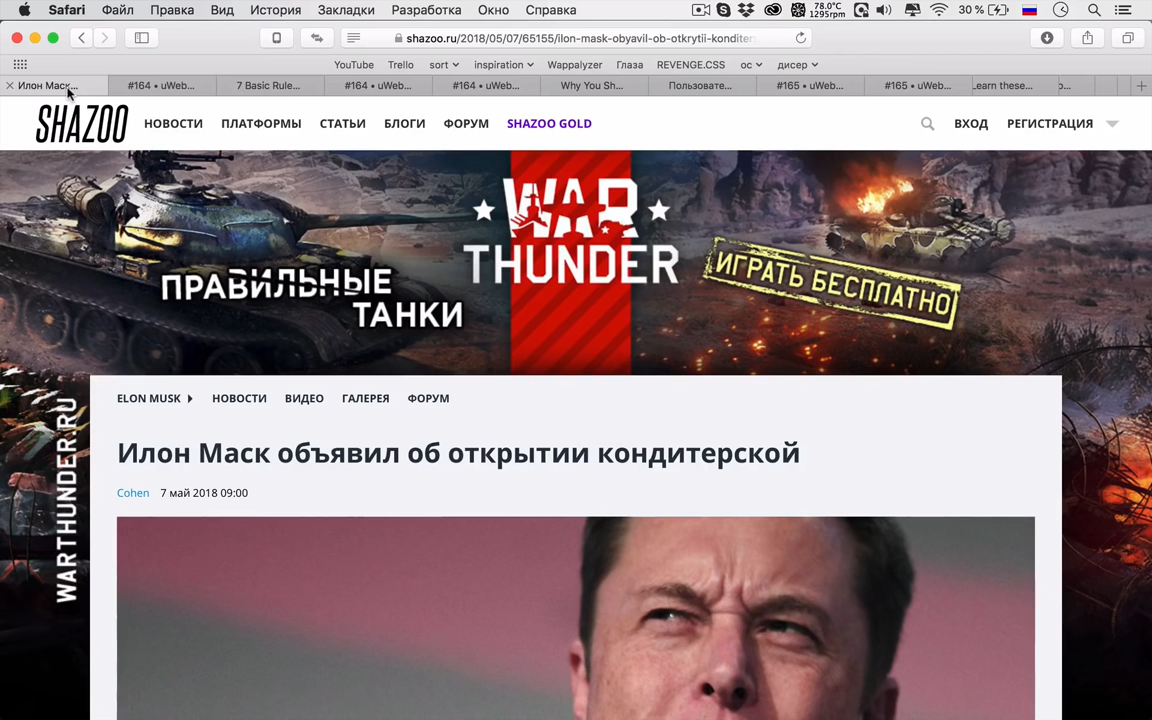 Safari Файл Правка Вид История Закладки Разработка Окно Справка 78.0°C 1295rpm 30 %
shazoo.ru/2018/05/07/65155/ilon-mask-obyavil-ob-otkrytii-konditer
YouTube Trello sort inspiration Wappalyzer Глаза REVENGE.CSS ос дисер
Илон Маск... #164 • uWeb... 7 Basic Rule... #164 • uWeb... #164 • uWeb... Why You Sh... Пользовате... #165 • uWeb... #165 • uWeb... Learn these...
SHAZOO НОВОСТИ ПЛАТФОРМЫ СТАТЬИ БЛОГИ ФОРУМ SHAZOO GOLD ВХОД РЕГИСТРАЦИЯ
WAR
THUNDER
ПРАВИЛЬНЫЕ
ТАНКИ
ИГРАТЬ БЕСПЛАТНО
WARTHUNDER.RU
ELON MUSK НОВОСТИ ВИДЕО ГАЛЕРЕЯ ФОРУМ
Илон Маск объявил об открытии кондитерской
Cohen 7 май 2018 09:00